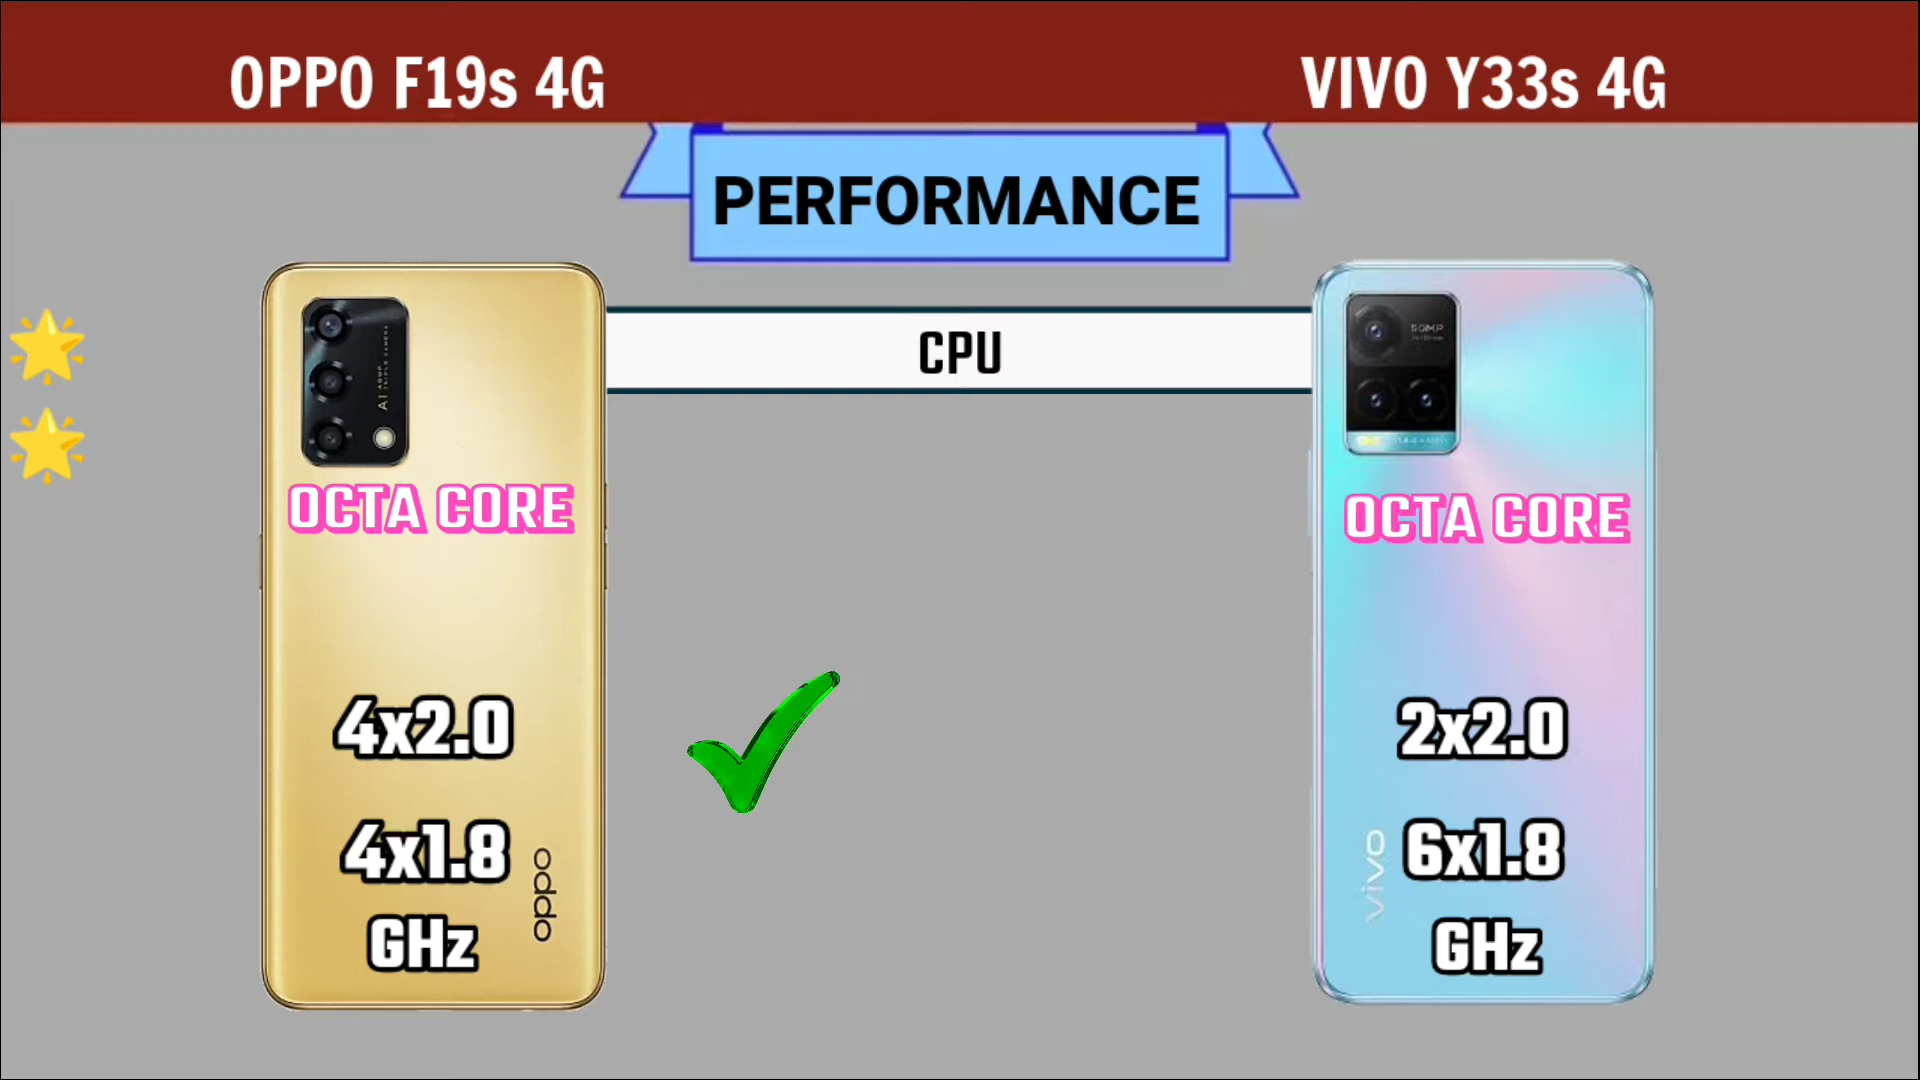 OPPO F19s 4G
VIVO Y33s 4G
PERFORMANCE
CPU
AI
50MP
OCTA CORE
OCTA CORE
4x2.0
4x1.8
GHz
oppo
2x2.0
6x1.8
GHz
vivo